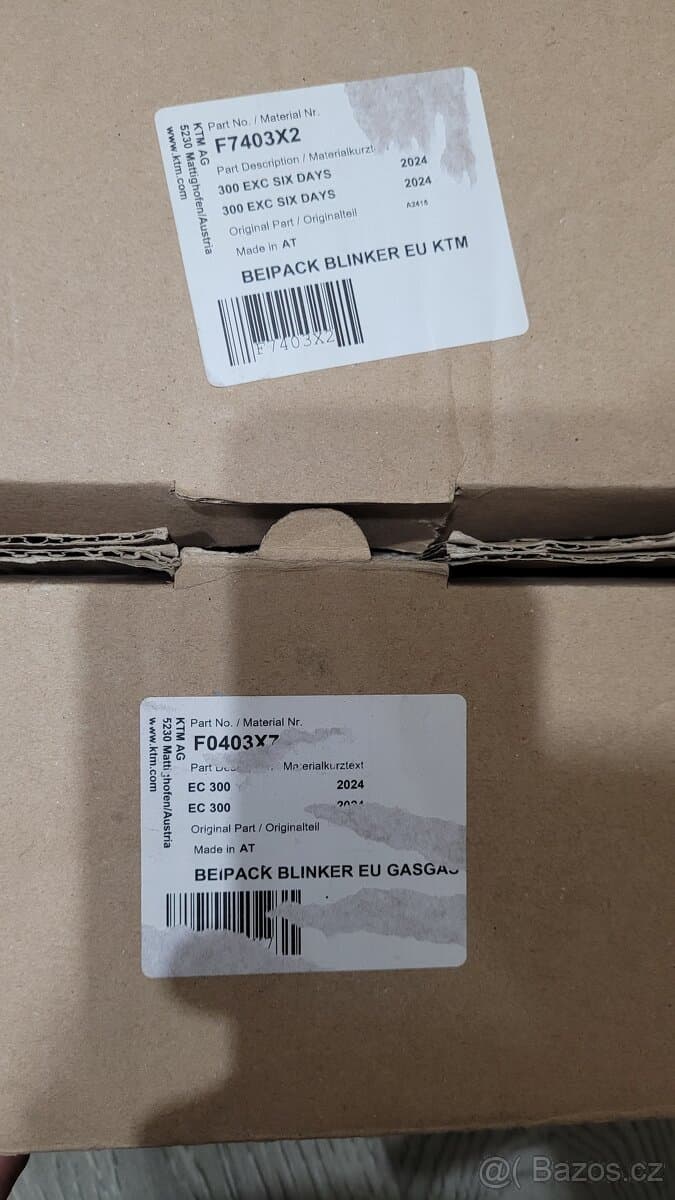 KTM AG
5230 Mattighofen/Austria
www.ktm.com
Part No. / Material Nr.
F7403X2
Part Description /
300 EXC SIX DAYS 2024
300 EXC SIX DAYS 2024
Original Part / Originalteil A2415
Made in AT
BEIPACK BLINKER EU KTM
F7403X2
KTM AG
5230 Mattighofen/Austria
www.ktm.com
Part No. / Material Nr.
F0403X7
Part Materialkurztext
EC 300 2024
EC 300
Original Part / Originalteil
Made in AT
BEIPACK BLINKER EU GASGAS
@( Bazos.cz